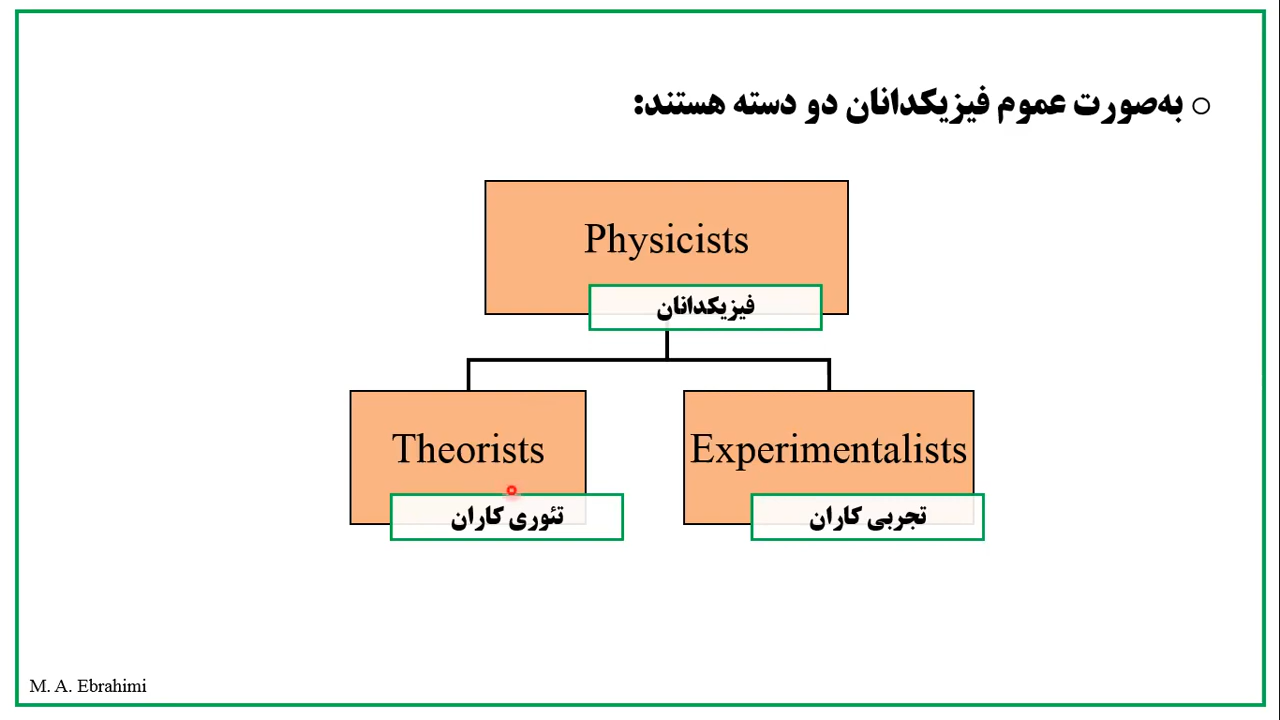 ○ به‌صورت عموم فیزیکدانان دو دسته هستند:
Physicists
فیزیکدانان
Theorists
تئوری کاران
Experimentalists
تجربی کاران
M. A. Ebrahimi